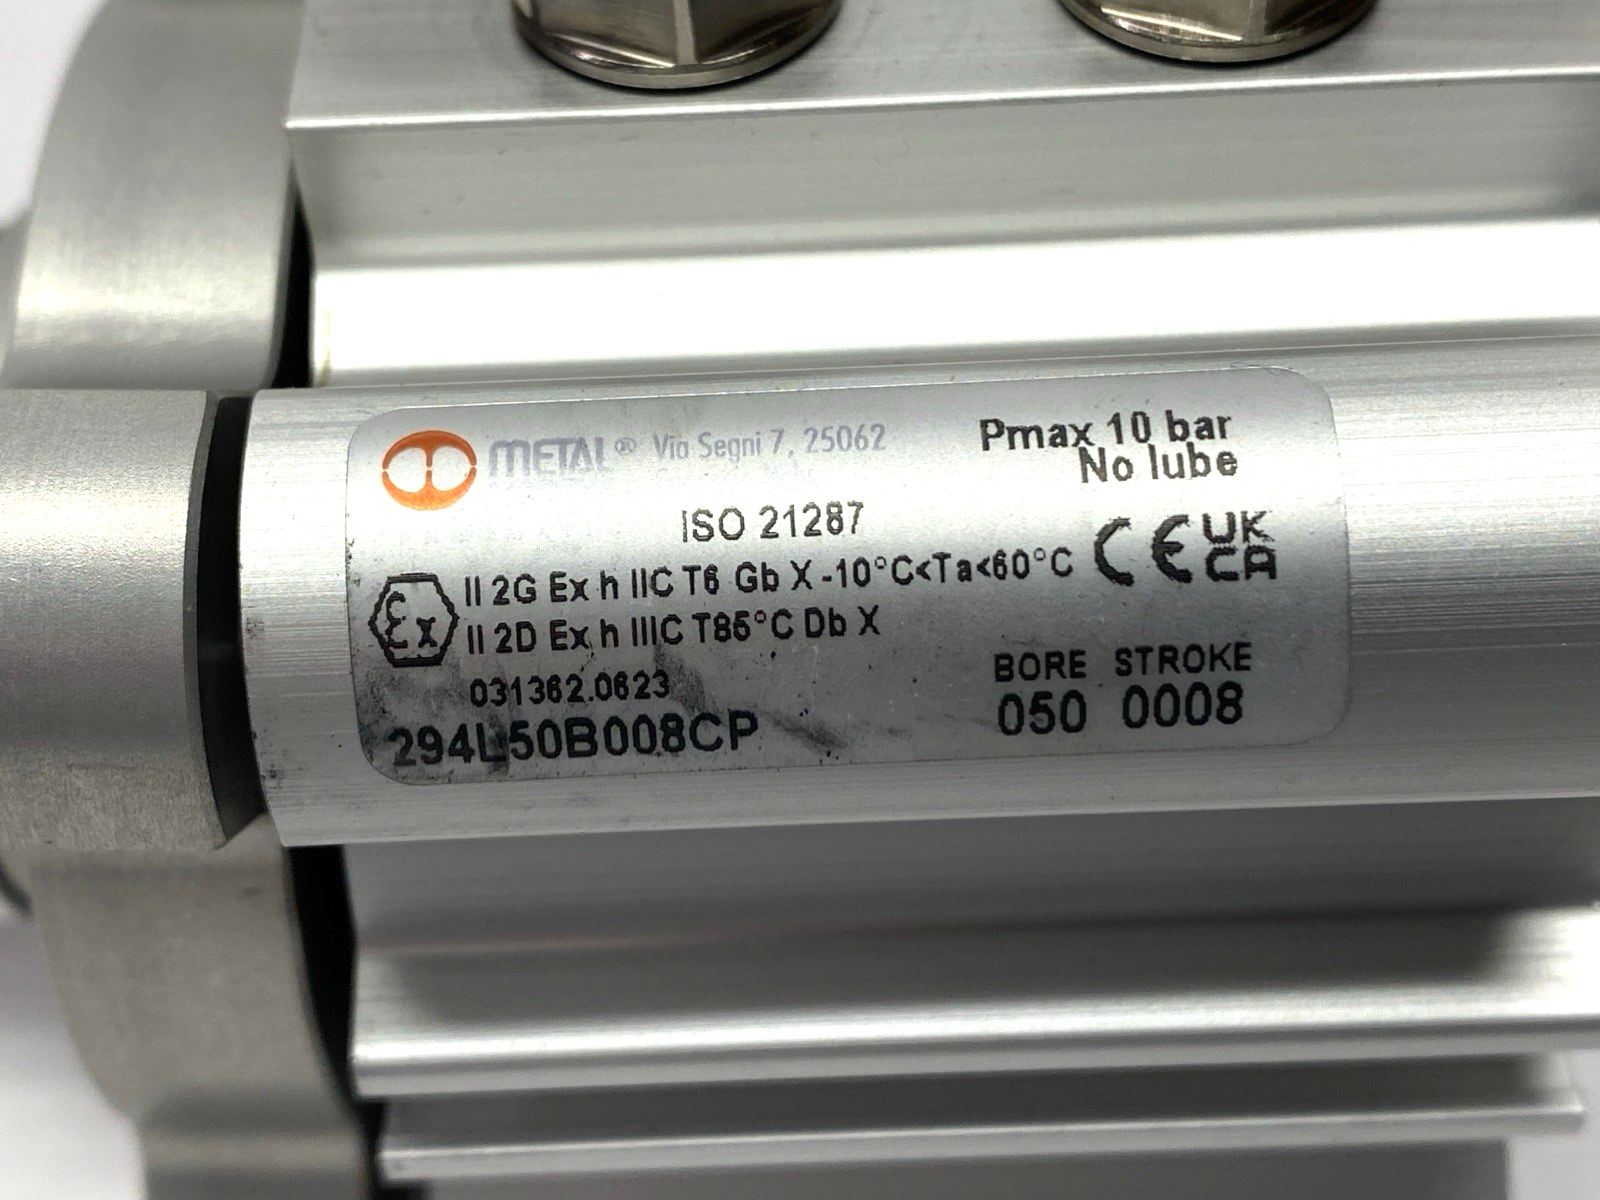 METAL® Via Segni 7, 25062
Pmax 10 bar
No lube
ISO 21287
CE UK CA
Ex II 2G Ex h IIC T6 Gb X -10°C<Ta<60°C
II 2D Ex h IIIC T85°C Db X
031362.0623
294L50B008CP
BORE STROKE
050 0008